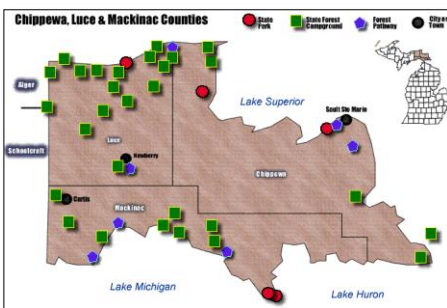 Chippewa, Luce & Mackinac Counties
State
Park
State Forest
Campground
Forest
Pathway
City or
Town
Alger
Lake Superior
Sault Ste Marie
Schoolcraft
Luce
Newberry
Chippewa
Curtis
Mackinac
Lake Michigan
Lake Huron